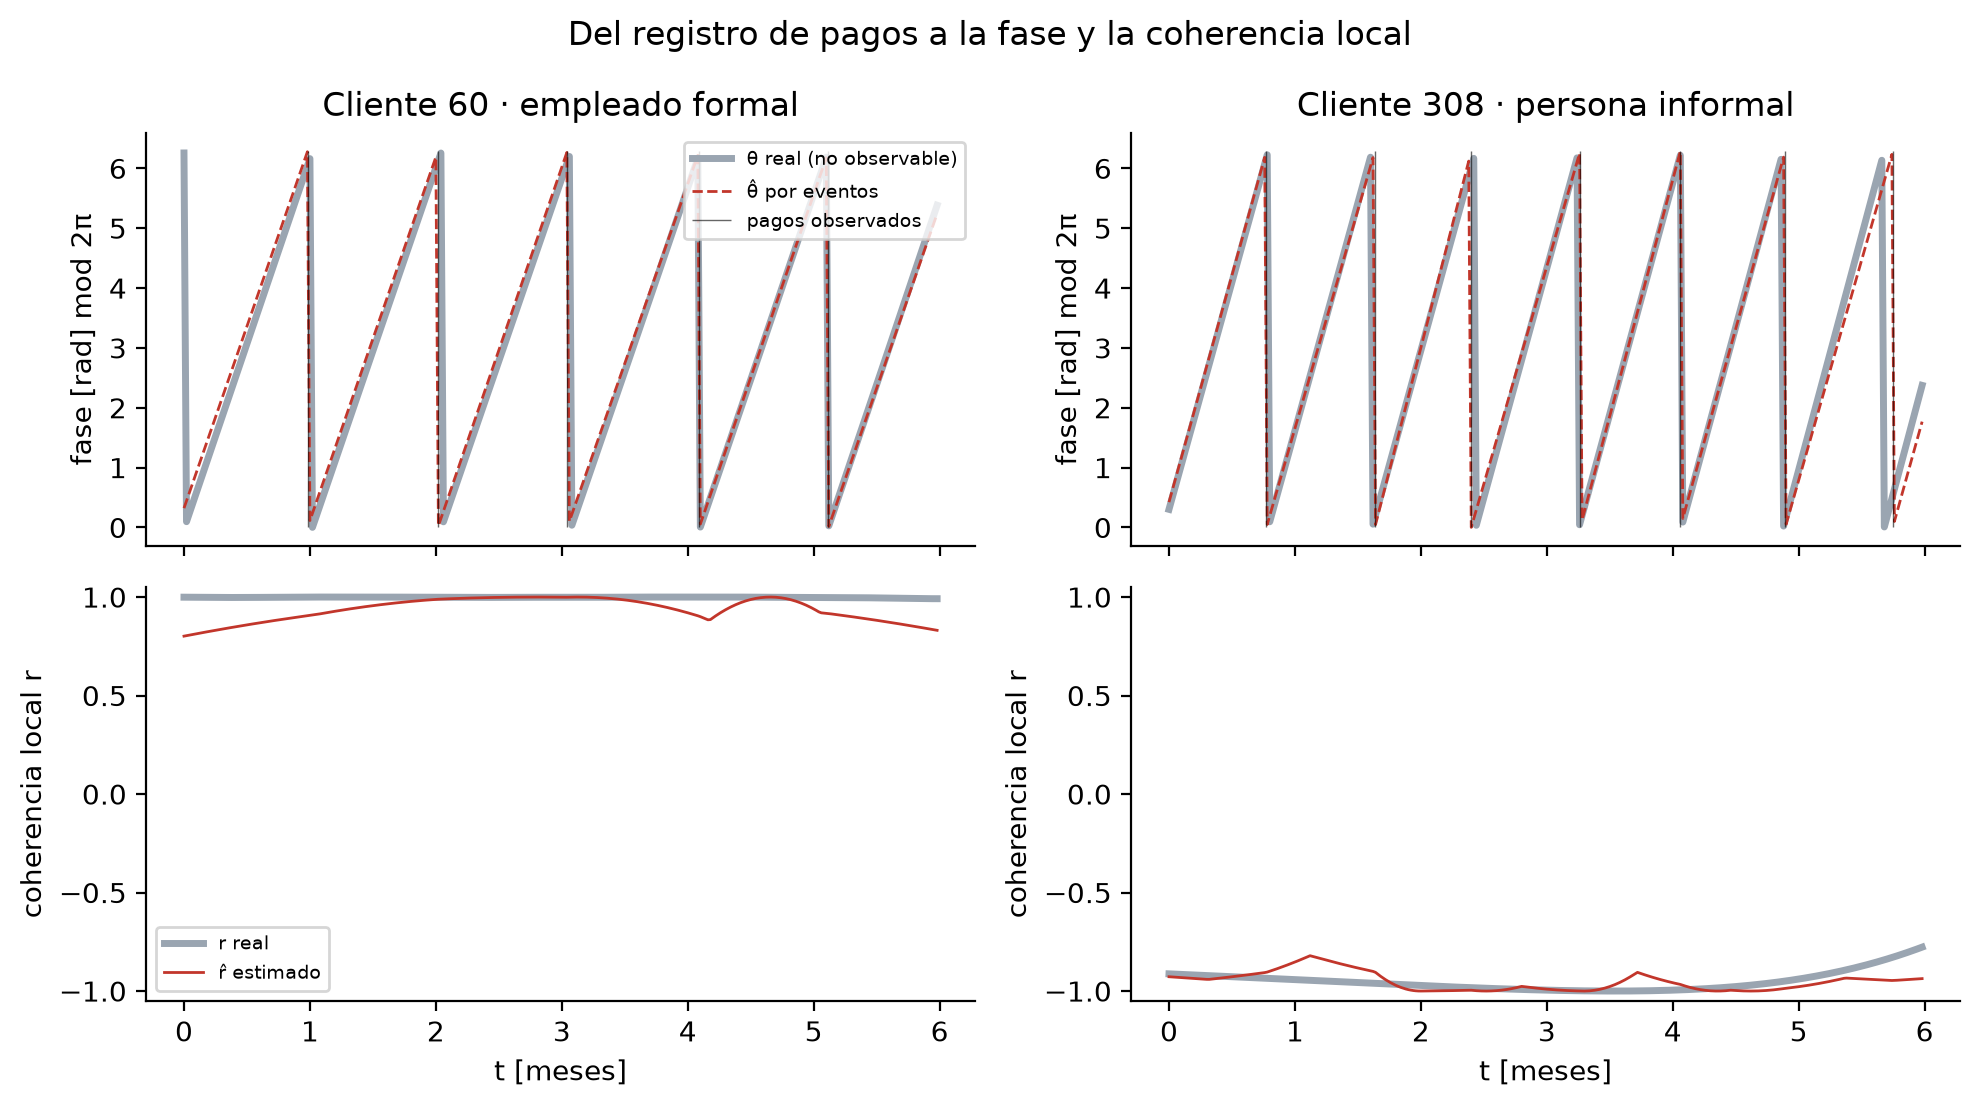 Del registro de pagos a la fase y la coherencia local
Cliente 60 · empleado formal
fase [rad] mod 2π
6
5
4
3
2
1
0
θ real (no observable)
θ̂ por eventos
pagos observados
Cliente 308 · persona informal
fase [rad] mod 2π
6
5
4
3
2
1
0
coherencia local r
1.0
0.5
0.0
−0.5
−1.0
r real
r̂ estimado
0 1 2 3 4 5 6
t [meses]
coherencia local r
1.0
0.5
0.0
−0.5
−1.0
0 1 2 3 4 5 6
t [meses]